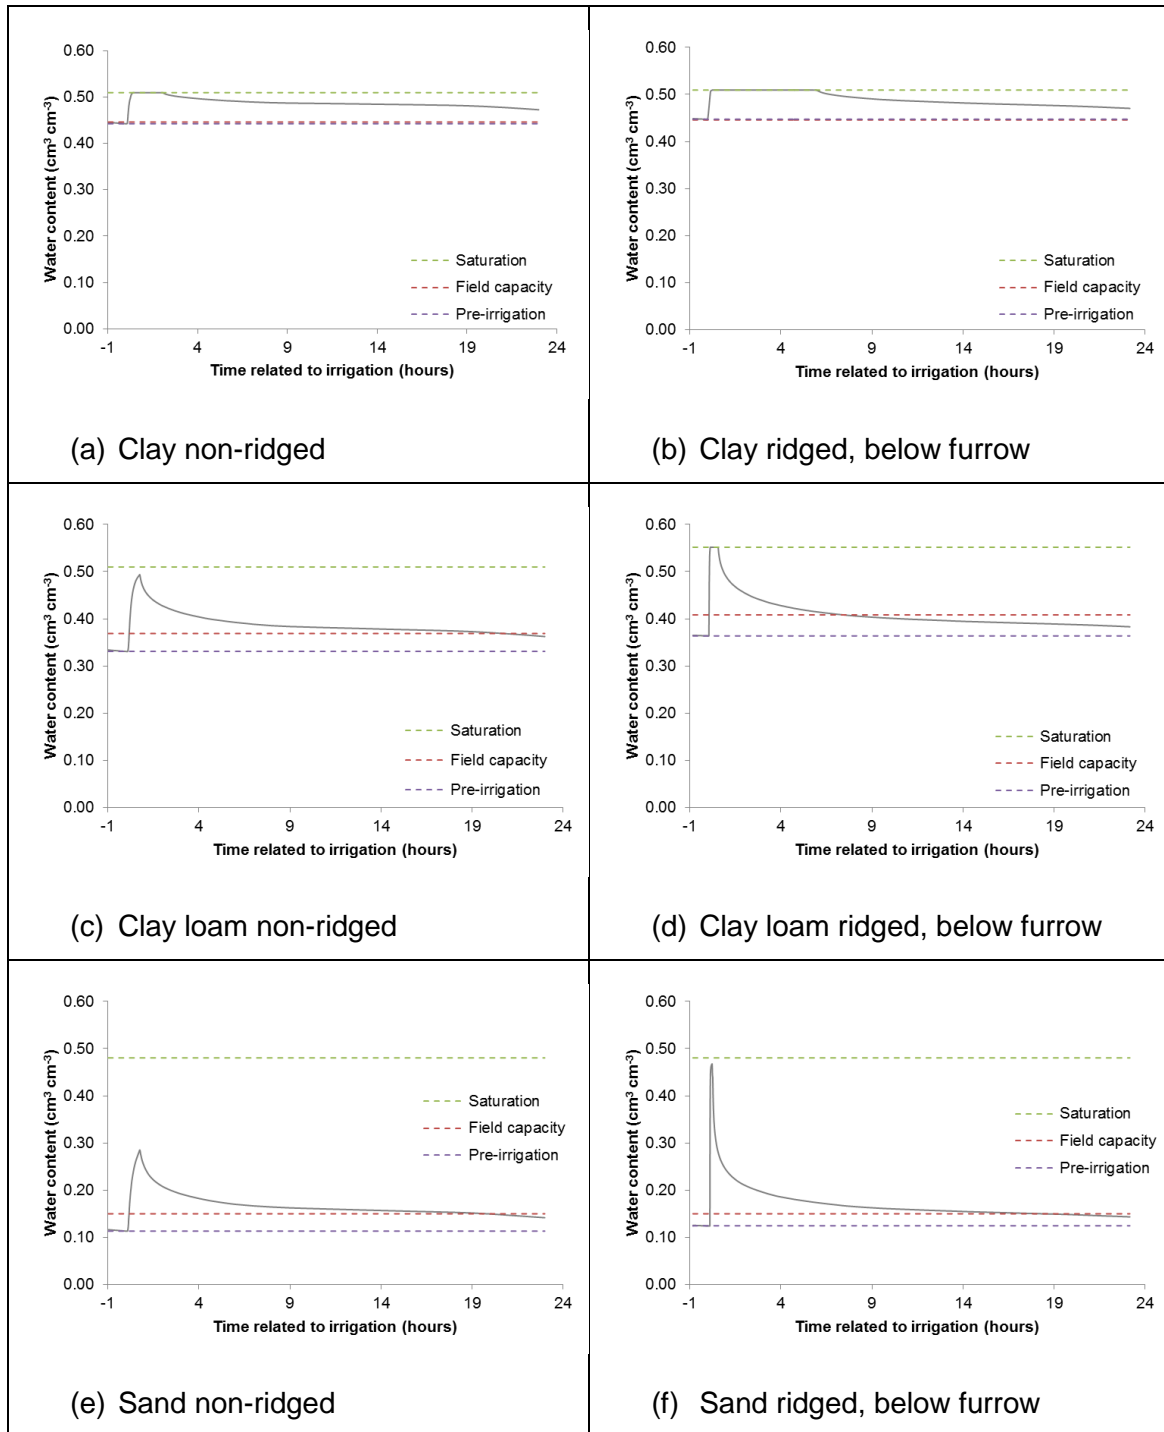 0.60
0.50
0.40
0.30
0.20
0.10
0.00
Water content (cm³ cm⁻³)
Saturation
Field capacity
Pre-irrigation
-1 4 9 14 19 24
Time related to irrigation (hours)
(a) Clay non-ridged
0.60
0.50
0.40
0.30
0.20
0.10
0.00
Water content (cm³ cm⁻³)
Saturation
Field capacity
Pre-irrigation
-1 4 9 14 19 24
Time related to irrigation (hours)
(b) Clay ridged, below furrow
0.60
0.50
0.40
0.30
0.20
0.10
0.00
Water content (cm³ cm⁻³)
Saturation
Field capacity
Pre-irrigation
-1 4 9 14 19 24
Time related to irrigation (hours)
(c) Clay loam non-ridged
0.60
0.50
0.40
0.30
0.20
0.10
0.00
Water content (cm³ cm⁻³)
Saturation
Field capacity
Pre-irrigation
-1 4 9 14 19 24
Time related to irrigation (hours)
(d) Clay loam ridged, below furrow
0.60
0.50
0.40
0.30
0.20
0.10
0.00
Water content (cm³ cm⁻³)
Saturation
Field capacity
Pre-irrigation
-1 4 9 14 19 24
Time related to irrigation (hours)
(e) Sand non-ridged
0.60
0.50
0.40
0.30
0.20
0.10
0.00
Water content (cm³ cm⁻³)
Saturation
Field capacity
Pre-irrigation
-1 4 9 14 19 24
Time related to irrigation (hours)
(f) Sand ridged, below furrow